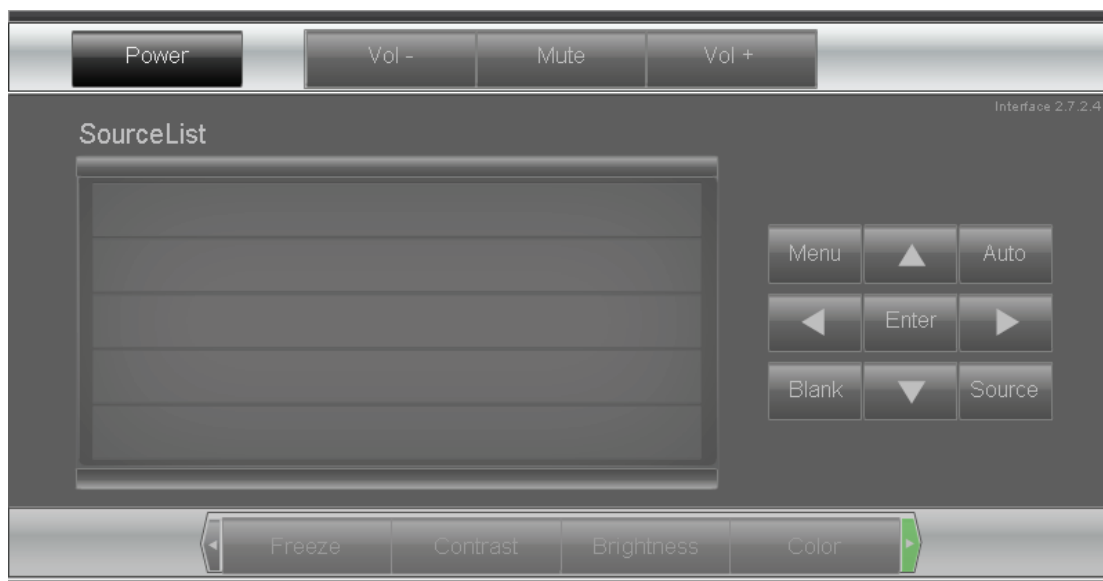 Power Vol - Mute Vol +
Interface 2.7.2.4
SourceList
Menu Auto
Enter
Blank Source
Freeze Contrast Brightness Color